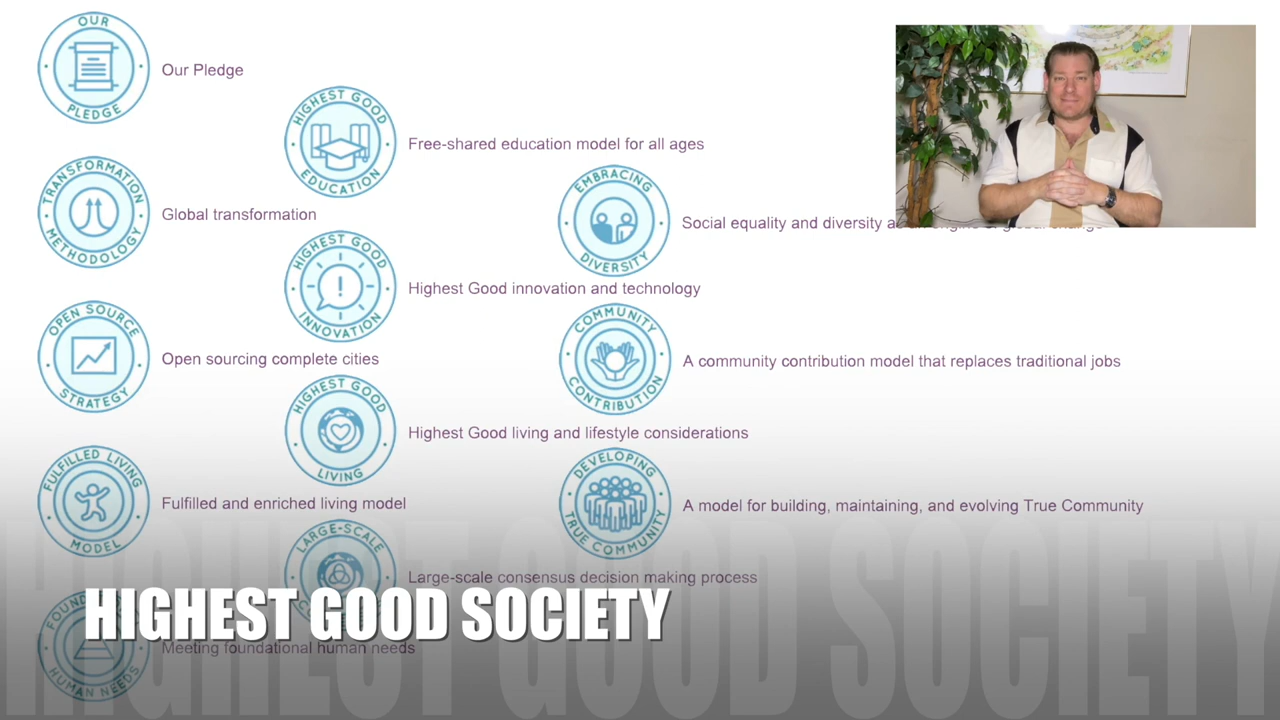 OUR
PLEDGE
Our Pledge
HIGHEST GOOD
EDUCATION
Free-shared education model for all ages
TRANSFORMATION
METHODOLOGY
Global transformation
EMBRACING
DIVERSITY
Social equality and diversity
HIGHEST GOOD
INNOVATION
Highest Good innovation and technology
OPEN SOURCE
STRATEGY
Open sourcing complete cities
COMMUNITY
CONTRIBUTION
A community contribution model that replaces traditional jobs
HIGHEST GOOD
LIVING
Highest Good living and lifestyle considerations
FULFILLED LIVING
MODEL
Fulfilled and enriched living model
DEVELOPING
TRUE COMMUNITY
A model for building, maintaining, and evolving True Community
LARGE-SCALE
Large-scale consensus decision making process
HIGHEST GOOD SOCIETY
HUMAN NEEDS
Meeting foundational human needs
HIGHEST GOOD SOCIETY